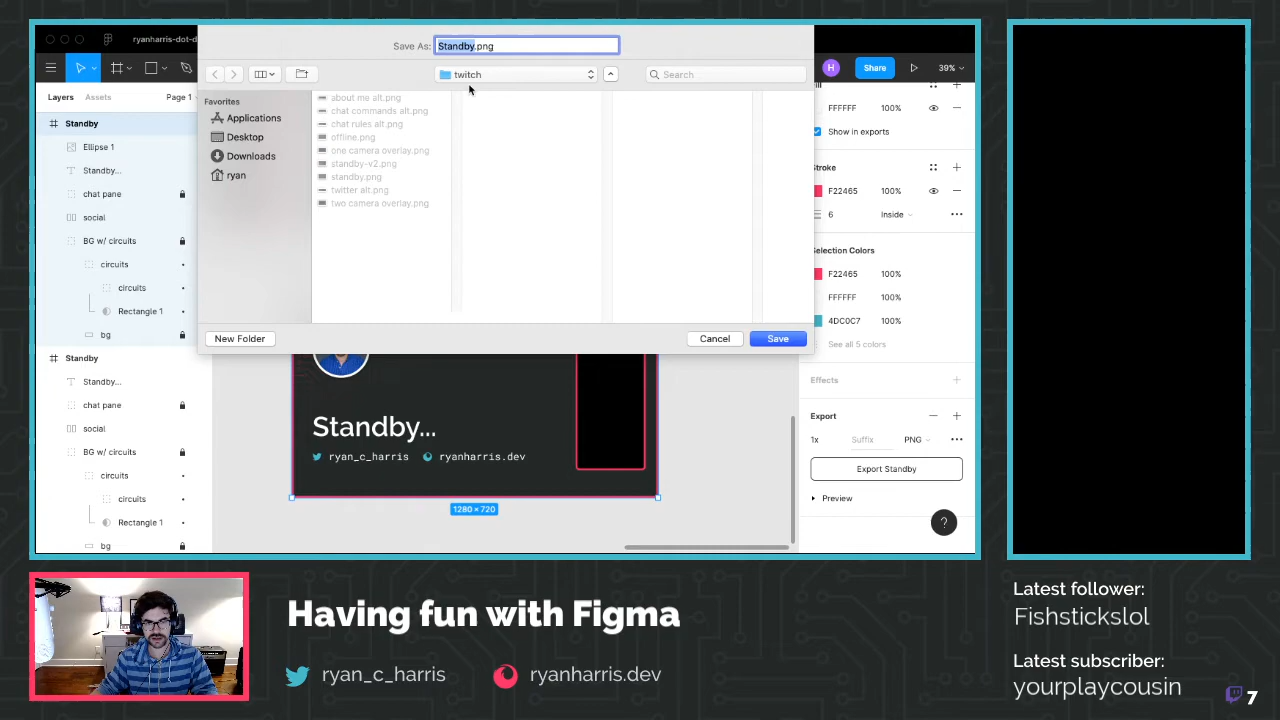 ryanharris-dot-d
Save As: Standby.png
twitch
Search
Favorites
Applications
Desktop
Downloads
ryan
about me alt.png
chat commands alt.png
chat rules alt.png
offline.png
one camera overlay.png
standby-v2.png
standby.png
twitter alt.png
two camera overlay.png
New Folder
Cancel
Save
Layers
Assets
Page 1
Standby
Ellipse 1
Standby...
chat pane
social
BG w/ circuits
circuits
circuits
Rectangle 1
bg
Standby
Standby...
chat pane
social
BG w/ circuits
circuits
circuits
Rectangle 1
bg
Standby...
ryan_c_harris
ryanharris.dev
1280 × 720
H
Share
39%
Fill
FFFFFF 100%
Show in exports
Stroke
F22465 100%
6 Inside
Selection Colors
F22465 100%
FFFFFF 100%
4DC0C7 100%
See all 5 colors
Effects
Export
1x Suffix PNG
Export Standby
Preview
?
Having fun with Figma
ryan_c_harris
ryanharris.dev
Latest follower:
Fishstickslol
Latest subscriber:
yourplaycousin
7